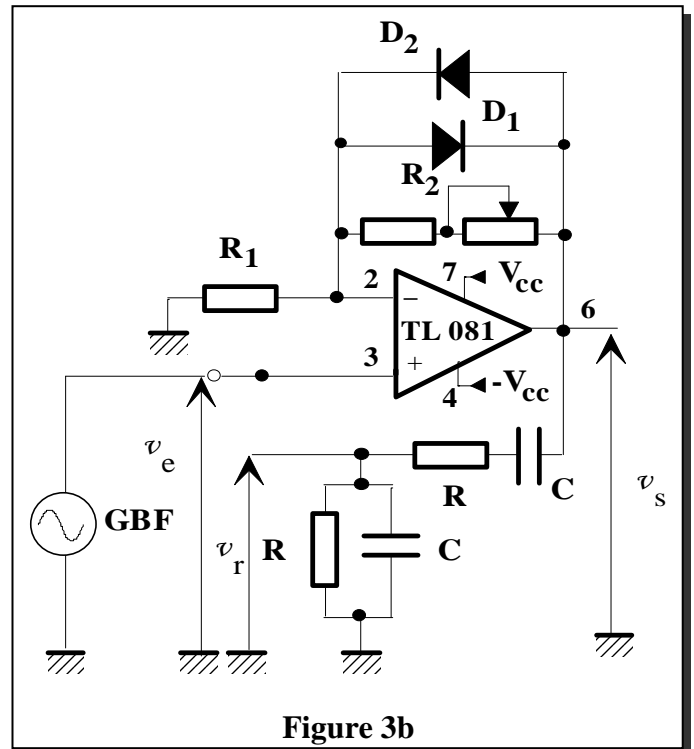 D2
D1
R2
R1
2
7
Vcc
−
TL 081
6
3
+
4
-Vcc
ve
R
C
vs
GBF
vr
R
C
Figure 3b